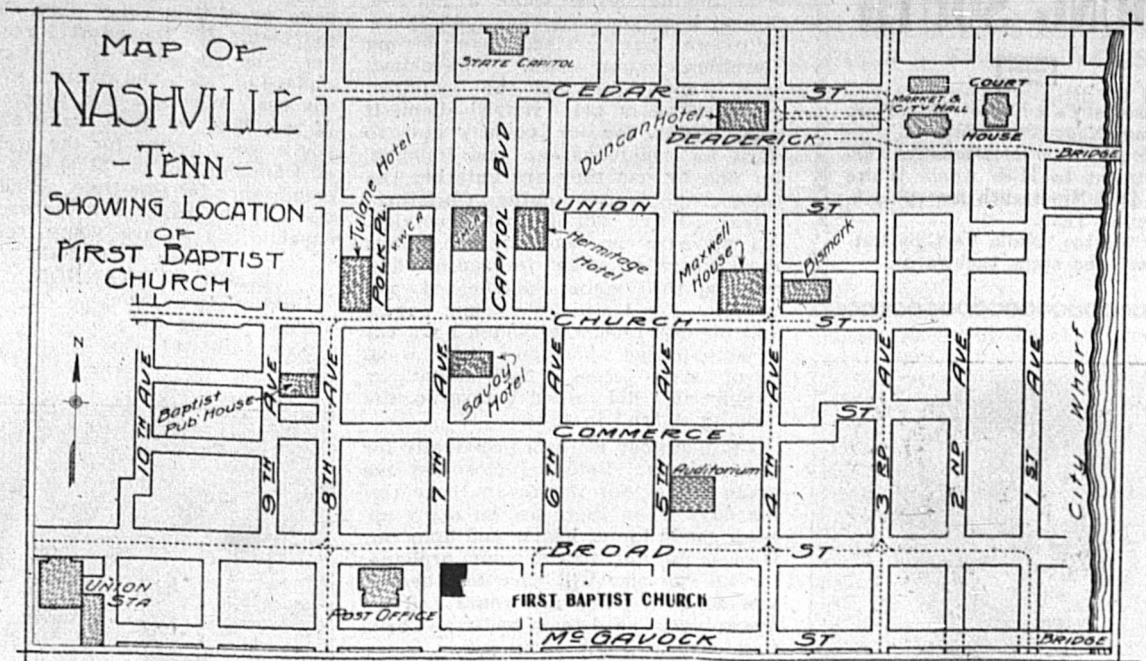 MAP OF
NASHVILLE
- TENN -
SHOWING LOCATION
OF
FIRST BAPTIST
CHURCH
STATE CAPITOL
CEDAR ST
MARKET &
CITY HALL
COURT
HOUSE
Duncan Hotel
DEADERICK
BRIDGE
Tulane Hotel
POLK PL
Y.W.C.A
CAPITOL BVD
UNION ST
Hermitage
Hotel
Maxwell
House
Bismark
CHURCH ST
N
Baptist
Pub House
10TH AVE
9TH AVE
8TH AVE
7TH AVE
Savoy
Hotel
6TH AVE
5TH AVE
4TH AVE
3RD AVE
2ND AVE
1ST AVE
CITY WHARF
COMMERCE ST
Auditorium
BROAD ST
UNION
STA
POST OFFICE
FIRST BAPTIST CHURCH
McGAVOCK ST
BRIDGE